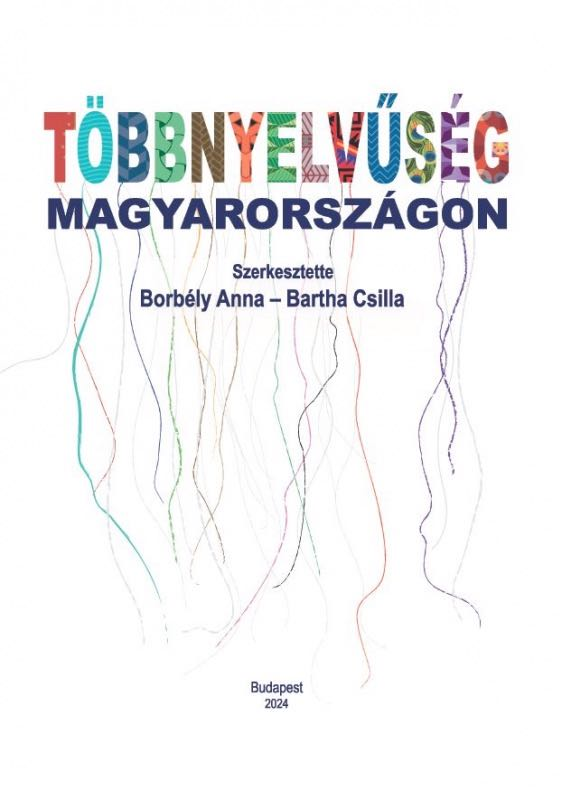 TÖBBNYELVŰSÉG
MAGYARORSZÁGON
Szerkesztette
Borbély Anna – Bartha Csilla
Budapest
2024